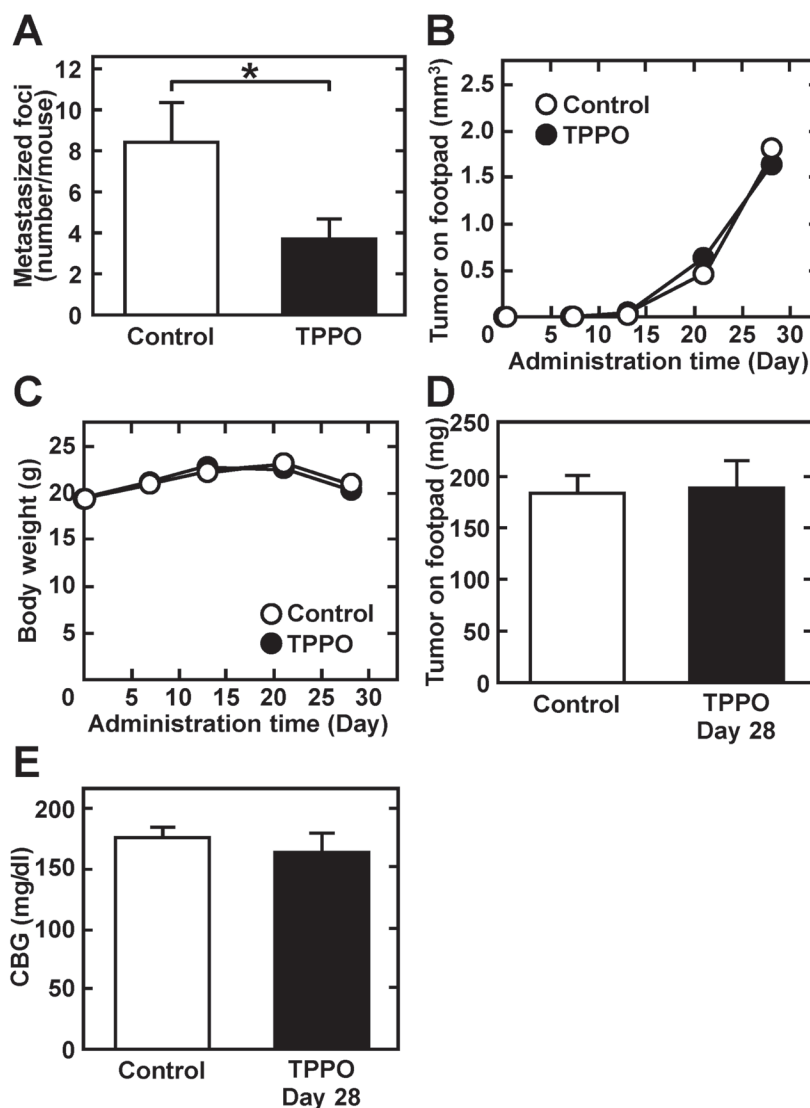 A
Metastasized foci
(number/mouse)
12
10
8
6
4
2
0
*
Control
TPPO
B
Tumor on footpad (mm³)
2.5
2.0
1.5
1.0
0.5
Control
TPPO
0 5 10 15 20 25 30
Administration time (Day)
C
Body weight (g)
25
20
15
10
5
Control
TPPO
0 5 10 15 20 25 30
Administration time (Day)
D
Tumor on footpad (mg)
250
200
150
100
50
0
Control
TPPO
Day 28
E
CBG (mg/dl)
200
150
100
50
0
Control
TPPO
Day 28